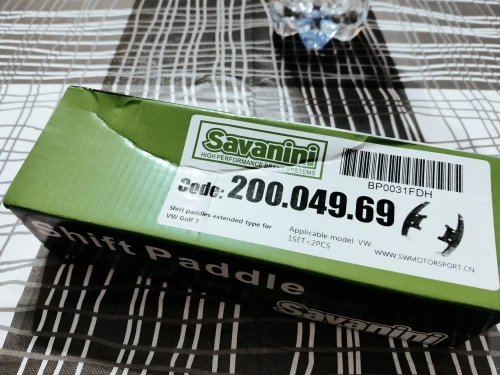 Savanini
HIGH PERFORMANCE BRAKE SYSTEMS
BP0031FDH
Code: 200.049.69
Shift paddles extended type for
VW Golf 7
Applicable model: VW
1SET=2PCS
WWW.SWMOTORSPORT.CN
Shift Paddle
Savanini